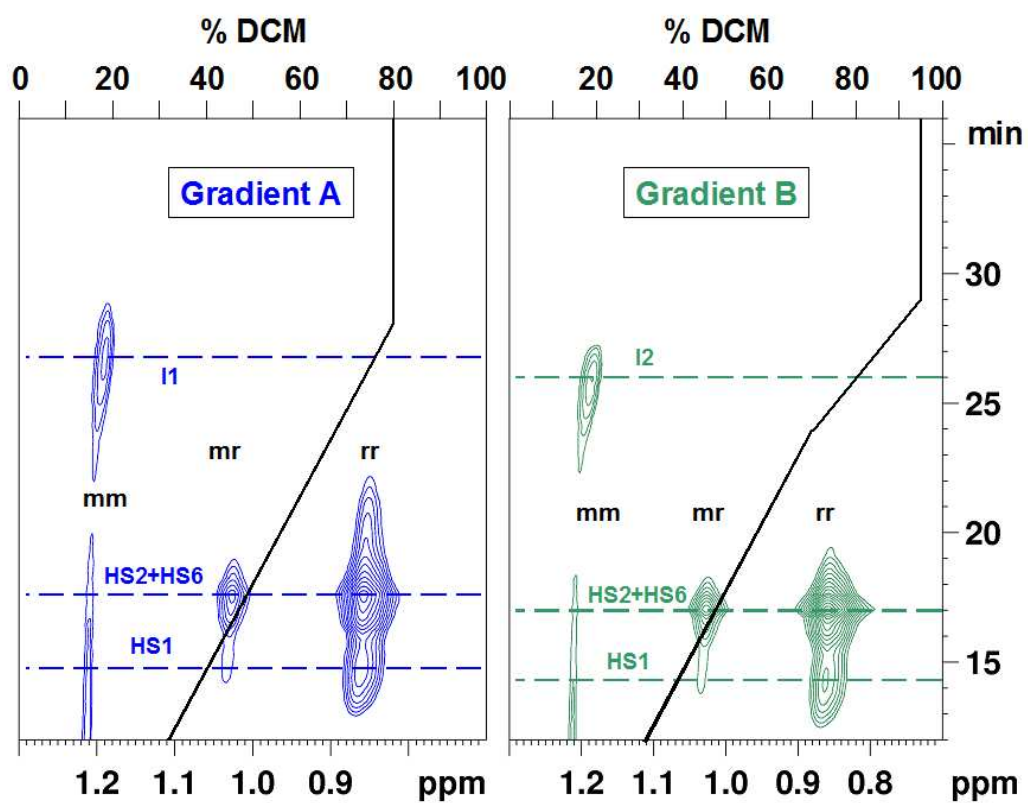 % DCM
0 20 40 60 80 100
Gradient A
I1
mr rr
mm
HS2+HS6
HS1
1.2 1.1 1.0 0.9 ppm
% DCM
20 40 60 80 100
min
Gradient B
30
I2
25
mm mr rr
20
HS2+HS6
HS1
15
1.2 1.1 1.0 0.9 0.8 ppm